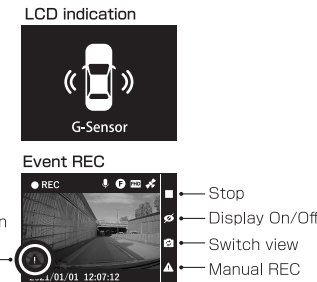 LCD indication
G-Sensor
Event REC
REC
F FHD
Stop
Display On/Off
Switch view
Manual REC
2021/01/01 12:07:12